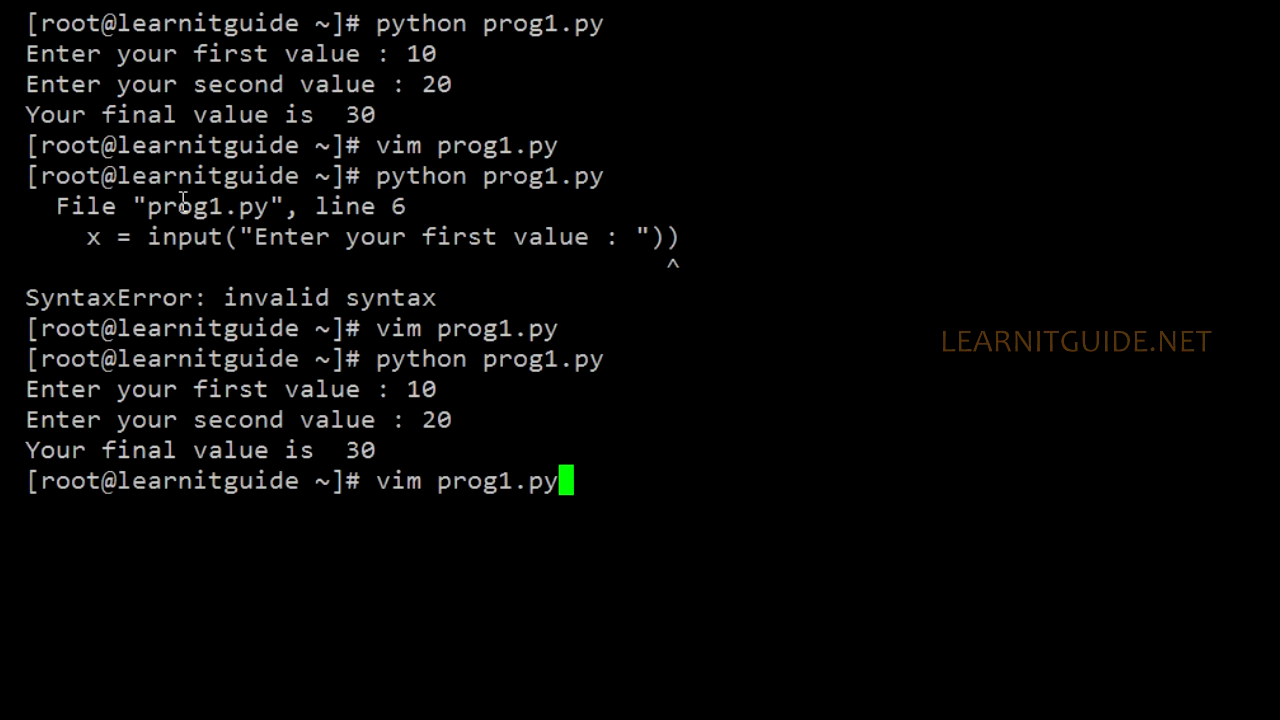 [root@learnitguide ~]# python prog1.py
Enter your first value : 10
Enter your second value : 20
Your final value is  30
[root@learnitguide ~]# vim prog1.py
[root@learnitguide ~]# python prog1.py
  File "prog1.py", line 6
    x = input("Enter your first value : "))
                                          ^
SyntaxError: invalid syntax
[root@learnitguide ~]# vim prog1.py
LEARNITGUIDE.NET
[root@learnitguide ~]# python prog1.py
Enter your first value : 10
Enter your second value : 20
Your final value is  30
[root@learnitguide ~]# vim prog1.py